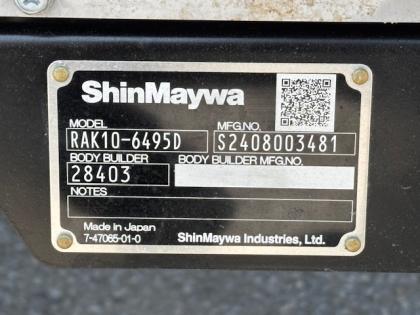 ShinMaywa
MODEL MFG.NO.
RAK10-6495D S2408003481
BODY BUILDER BODY BUILDER MFG.NO.
28403
NOTES
Made in Japan
7-47065-01-0 ShinMaywa Industries, Ltd.